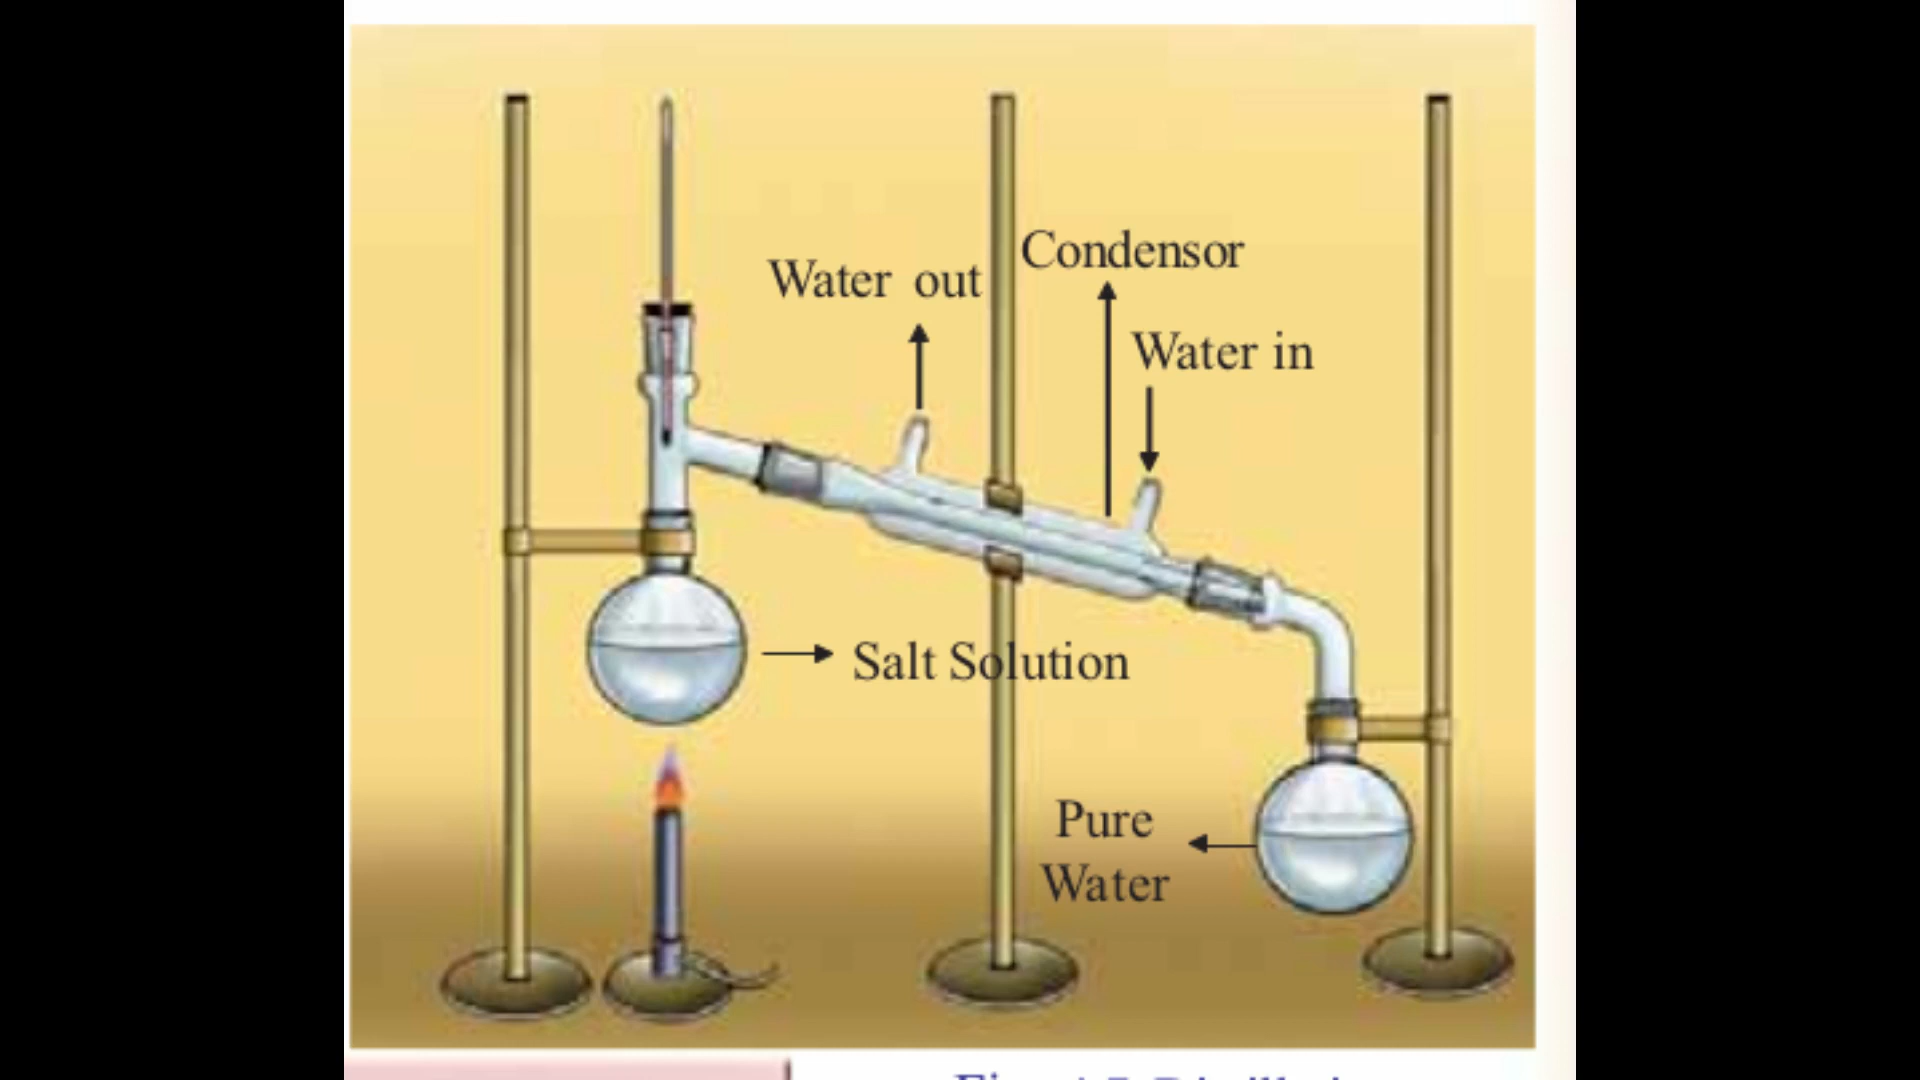 Water out
Condensor
Water in
Salt Solution
Pure
Water